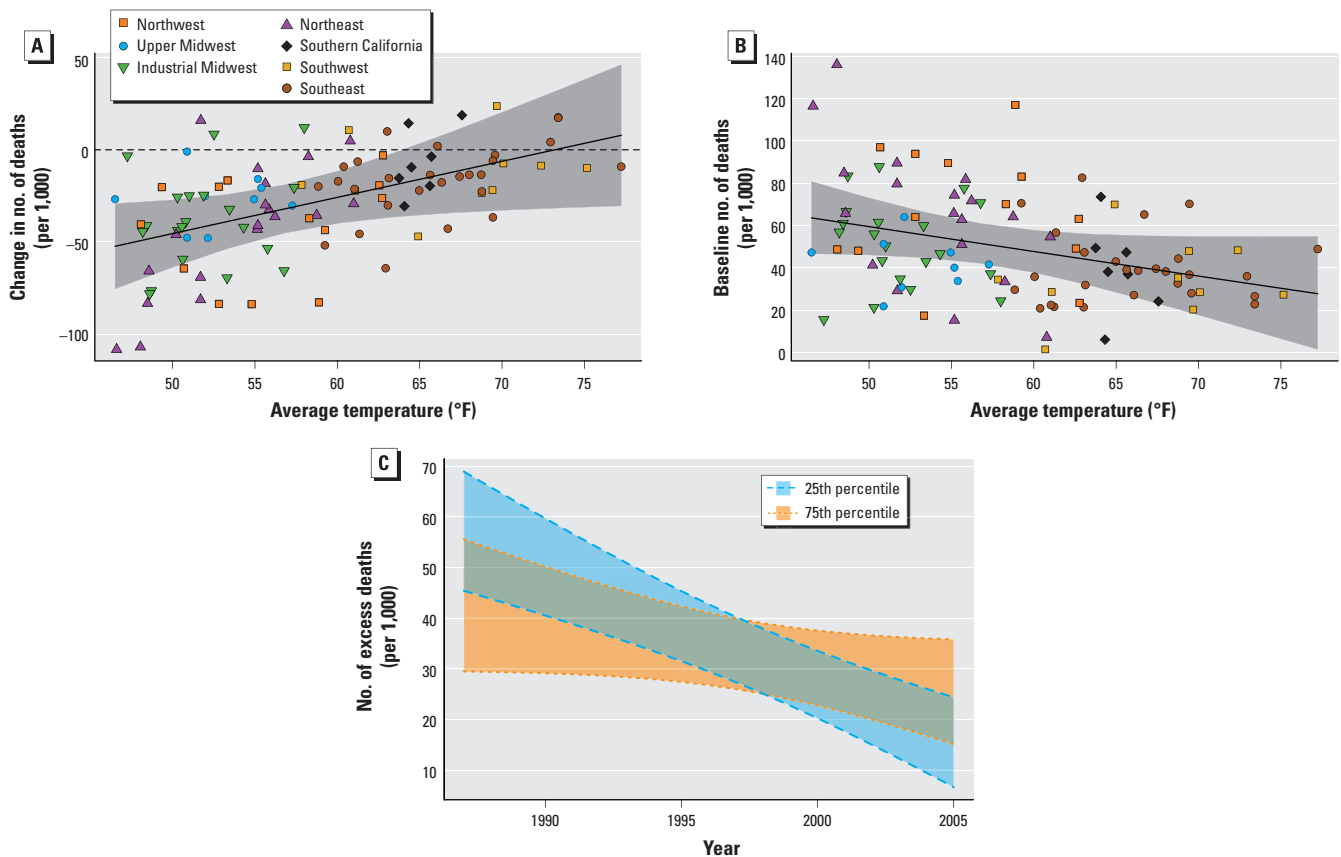 A
Northwest
Upper Midwest
Industrial Midwest
Northeast
Southern California
Southwest
Southeast
50
0
−50
−100
Change in no. of deaths
(per 1,000)
50 55 60 65 70 75
Average temperature (°F)
B
140
120
100
80
60
40
20
0
Baseline no. of deaths
(per 1,000)
50 55 60 65 70 75
Average temperature (°F)
C
25th percentile
75th percentile
70
60
50
40
30
20
10
No. of excess deaths
(per 1,000)
1990 1995 2000 2005
Year